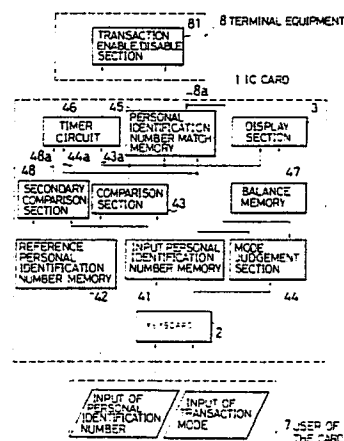 81
8 TERMINAL EQUIPMENT
TRANSACTION
ENABLE/DISABLE
SECTION
1 IC CARD
8a
46
45
3
TIMER
CIRCUIT
PERSONAL
IDENTIFICATION
NUMBER MATCH
MEMORY
DISPLAY
SECTION
48a
44a
43a
48
47
SECONDARY
COMPARISON
SECTION
COMPARISON
SECTION
43
BALANCE
MEMORY
REFERENCE
PERSONAL
IDENTIFICATION
NUMBER MEMORY
INPUT PERSONAL
IDENTIFICATION
NUMBER MEMORY
MODE
JUDGEMENT
SECTION
42
41
44
KEYBOARD
2
INPUT OF
PERSONAL
IDENTIFICATION
NUMBER
INPUT OF
TRANSACTION
MODE
7 USER OF
THE CARD